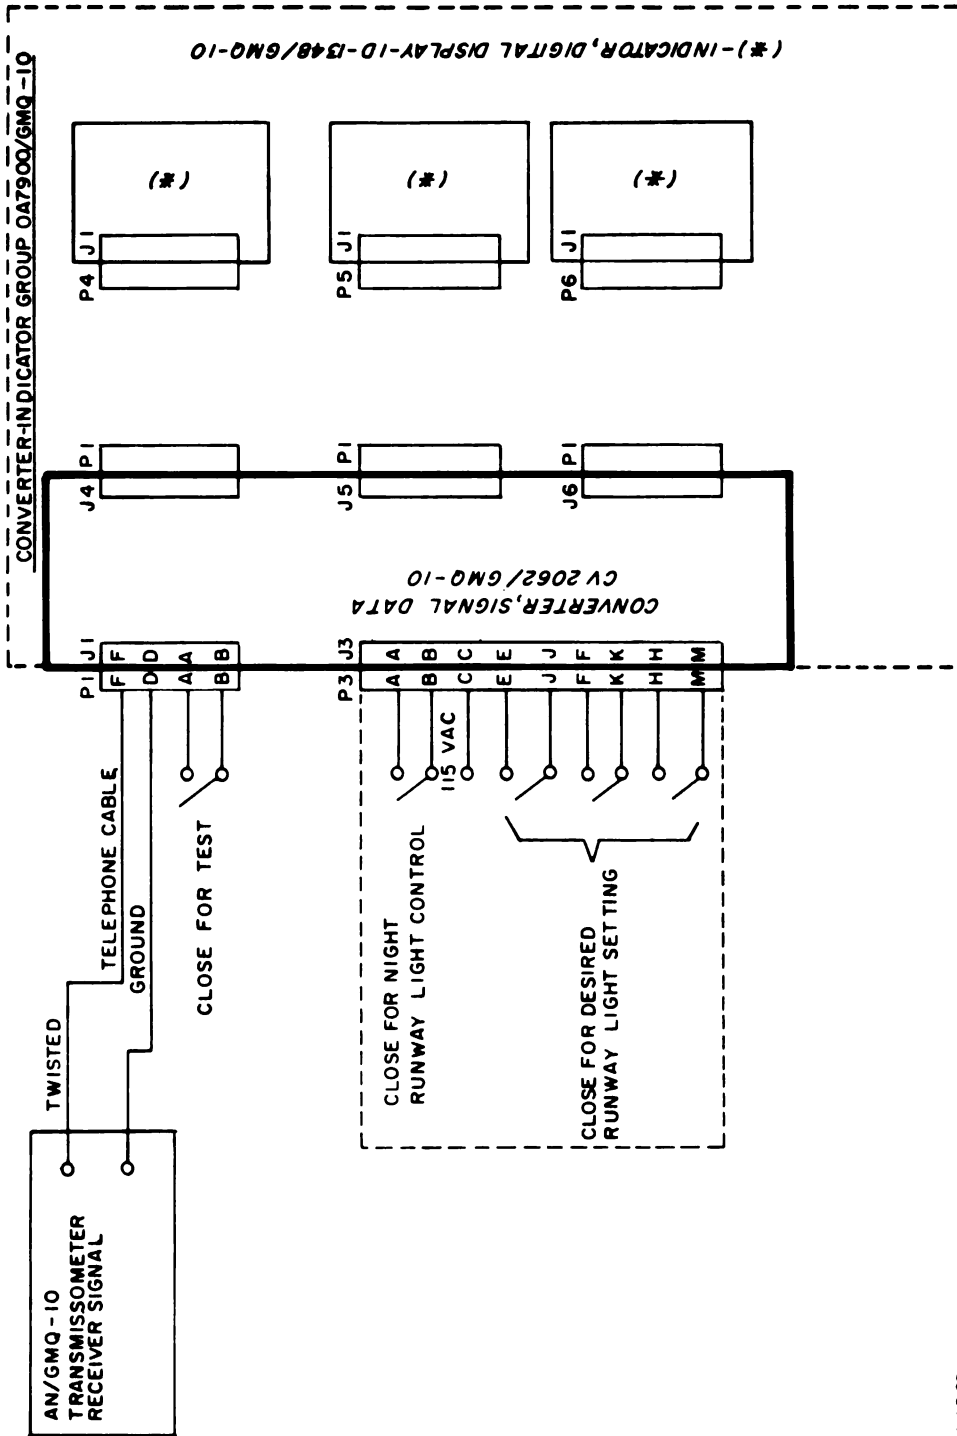 CONVERTER-INDICATOR GROUP OA7900/GMQ-10
(*)-INDICATOR, DIGITAL DISPLAY-ID-1348/GMQ-10
(*)
(*)
(*)
P4 J1
P5 J1
P6 J1
J4 P1
J5 P1
J6 P1
CONVERTER, SIGNAL DATA
CV 2062/GMQ-10
P1 J1
F F
D D
A A
B B
P3 J3
A A
B B
C C
E E
J J
F F
K K
H H
M M
115 VAC
TELEPHONE CABLE
GROUND
TWISTED
CLOSE FOR TEST
CLOSE FOR NIGHT
RUNWAY LIGHT CONTROL
CLOSE FOR DESIRED
RUNWAY LIGHT SETTING
AN/GMQ-10
TRANSMISSOMETER
RECEIVER SIGNAL